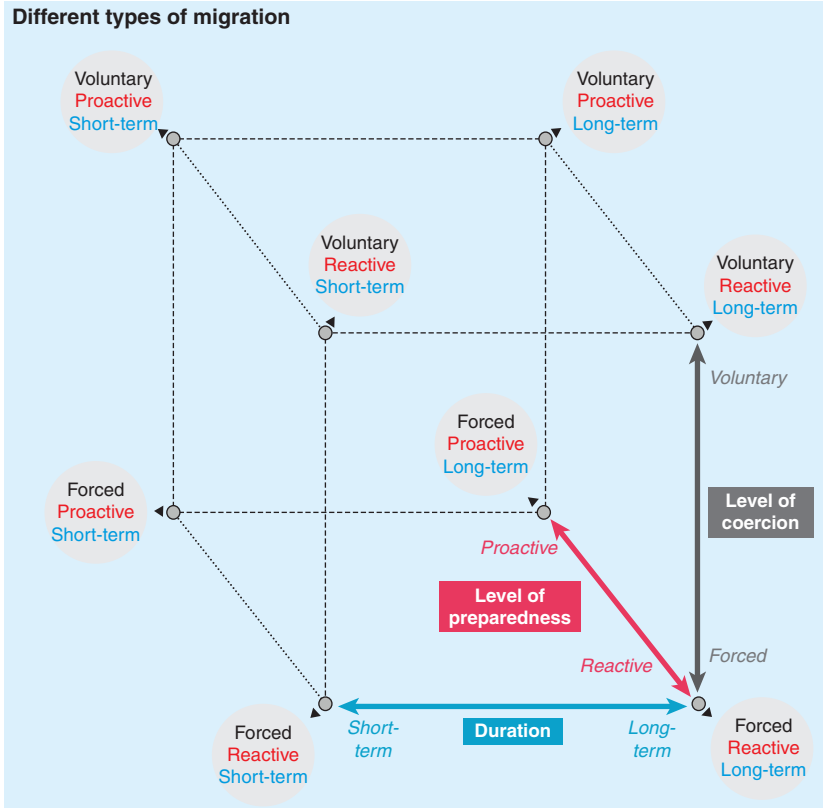 Different types of migration
Voluntary
Proactive
Short-term
Voluntary
Proactive
Long-term
Voluntary
Reactive
Short-term
Voluntary
Reactive
Long-term
Voluntary
Forced
Proactive
Long-term
Forced
Proactive
Short-term
Level of
coercion
Proactive
Level of
preparedness
Reactive
Forced
Short-
term
Duration
Long-
term
Forced
Reactive
Short-term
Forced
Reactive
Long-term